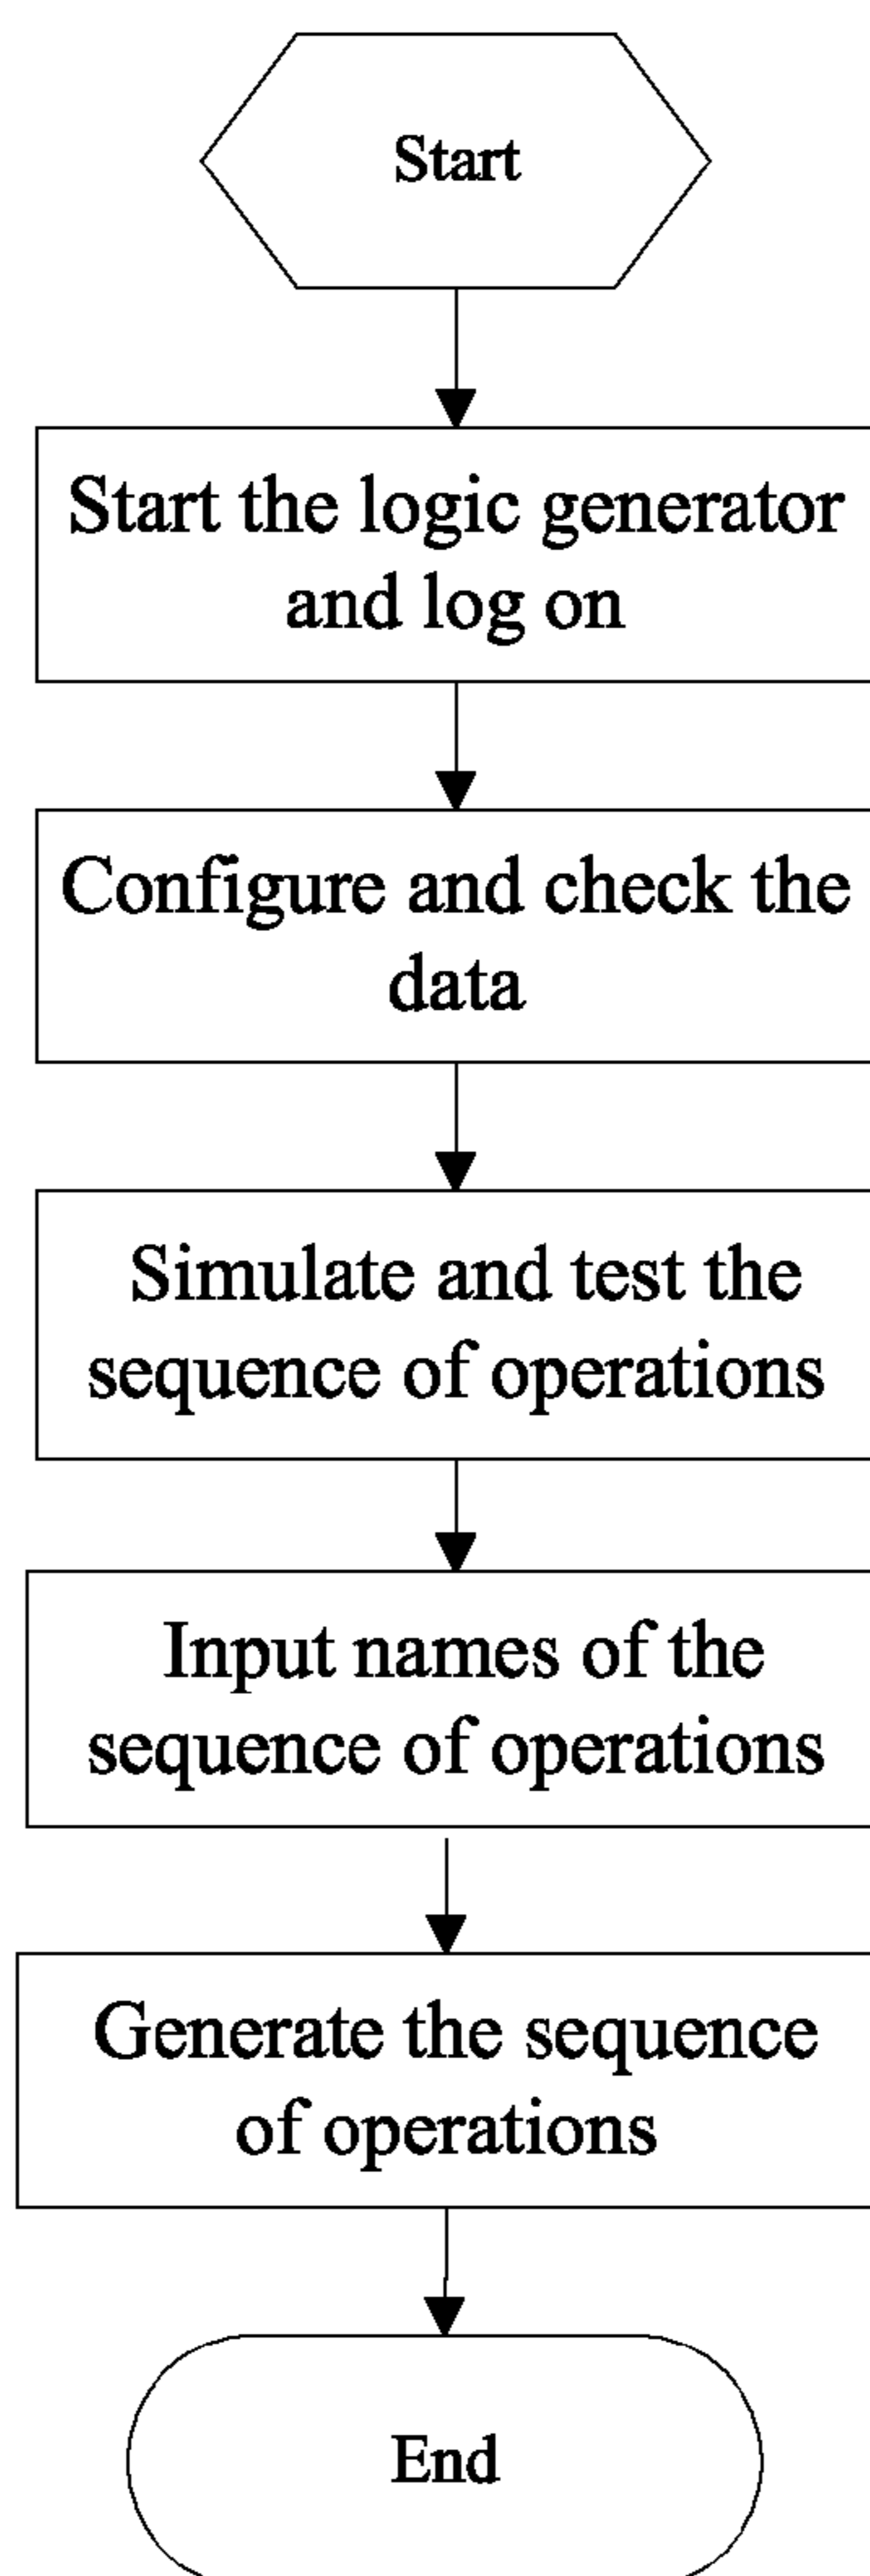 Start
Start the logic generator
and log on
Configure and check the
data
Simulate and test the
sequence of operations
Input names of the
sequence of operations
Generate the sequence
of operations
End